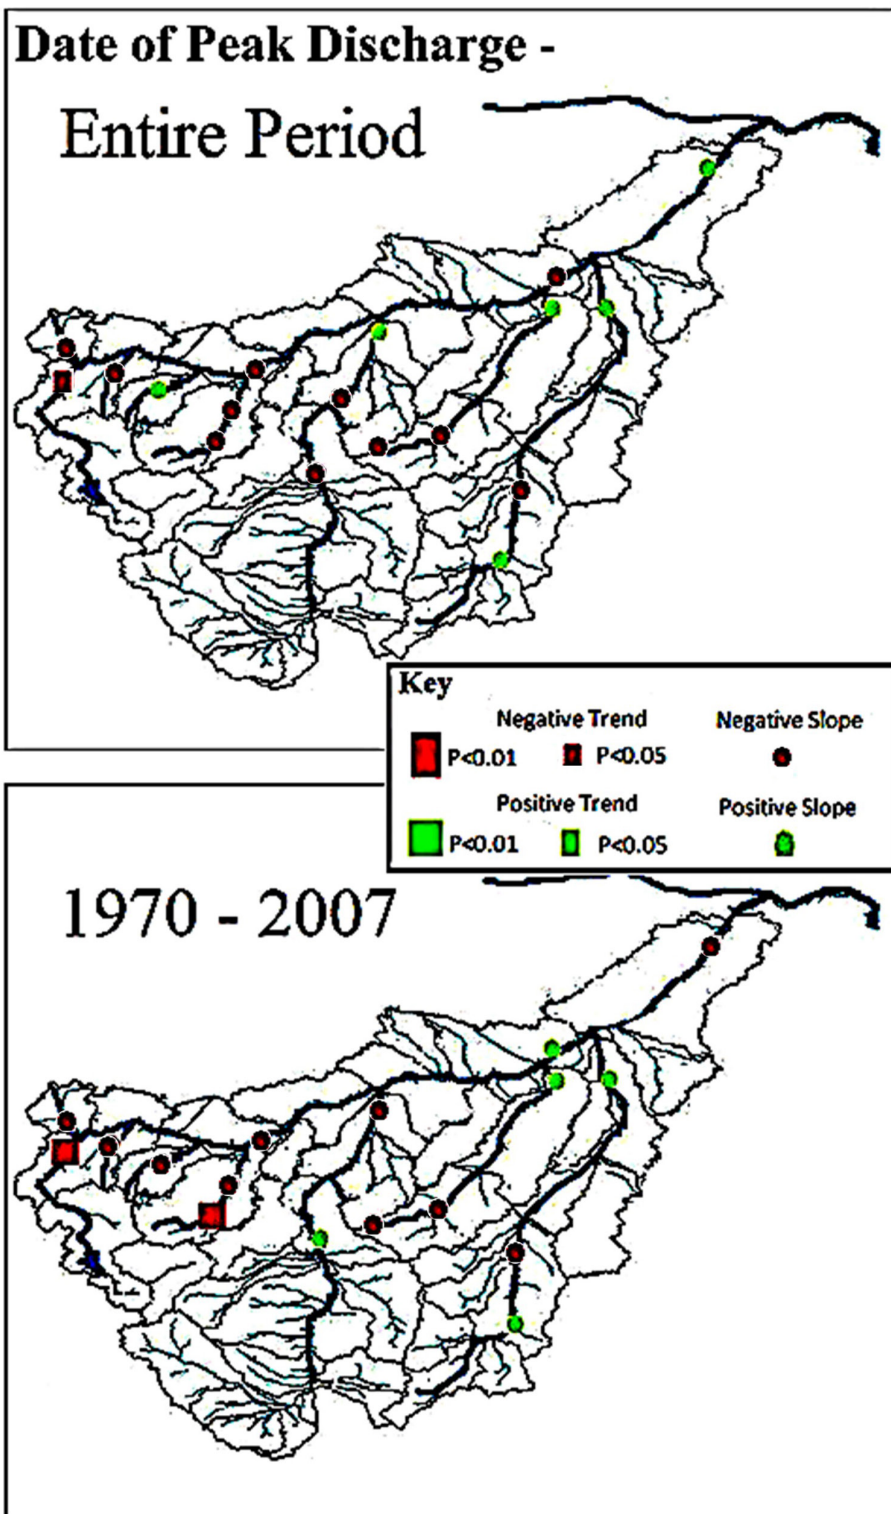 Date of Peak Discharge -
Entire Period
Key
Negative Trend Negative Slope
P<0.01 P<0.05
Positive Trend Positive Slope
P<0.01 P<0.05
1970 - 2007